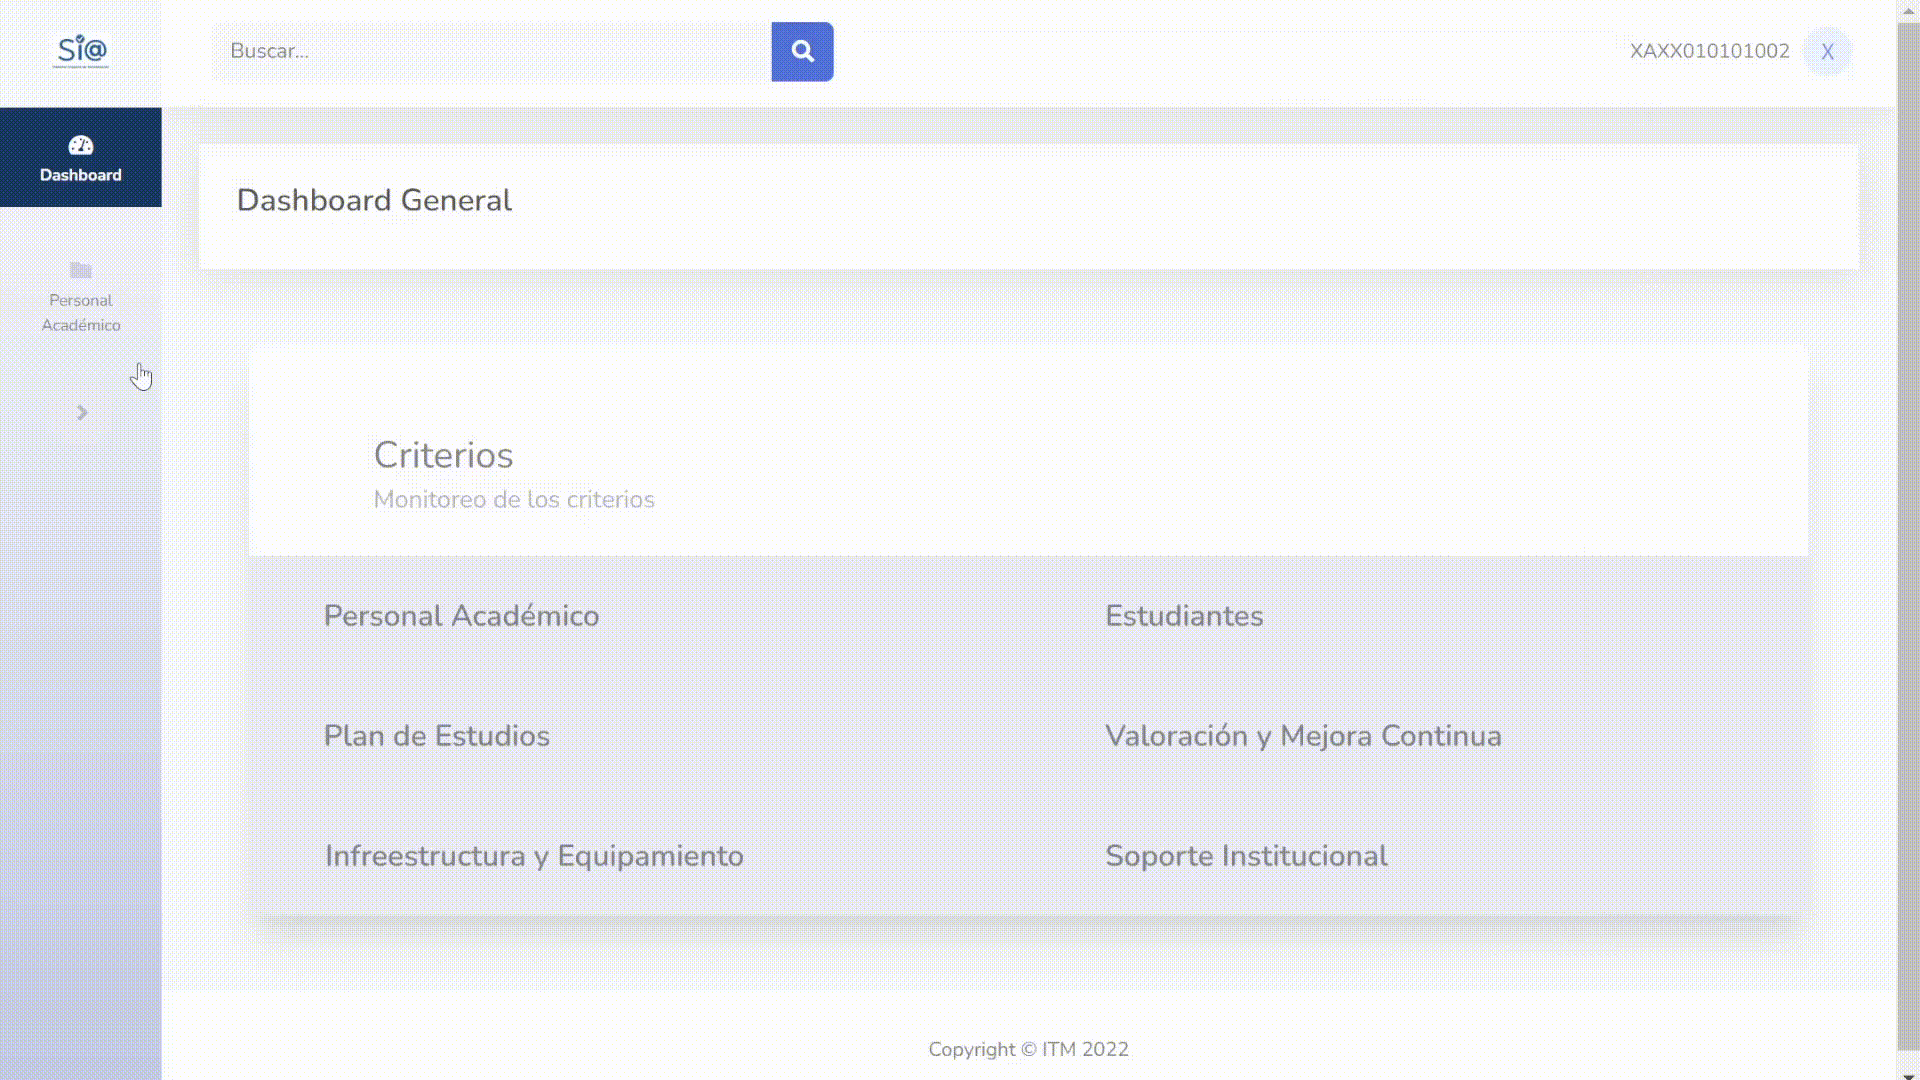 Si@
Buscar...
XAXX010101002
X
Dashboard
Dashboard General
Personal
Académico
Criterios
Monitoreo de los criterios
Personal Académico
Estudiantes
Plan de Estudios
Valoración y Mejora Continua
Infreestructura y Equipamiento
Soporte Institucional
Copyright © ITM 2022